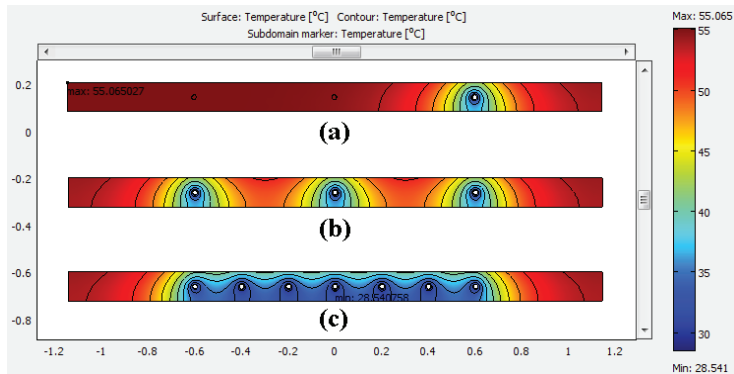 Surface: Temperature [°C] Contour: Temperature [°C]
Subdomain marker: Temperature [°C]
Max: 55.065
55
50
45
40
35
30
Min: 28.541
0.2
0
-0.2
-0.4
-0.6
-0.8
max: 55.065027
(a)
(b)
min: 28.540758
(c)
-1.2 -1 -0.8 -0.6 -0.4 -0.2 0 0.2 0.4 0.6 0.8 1 1.2